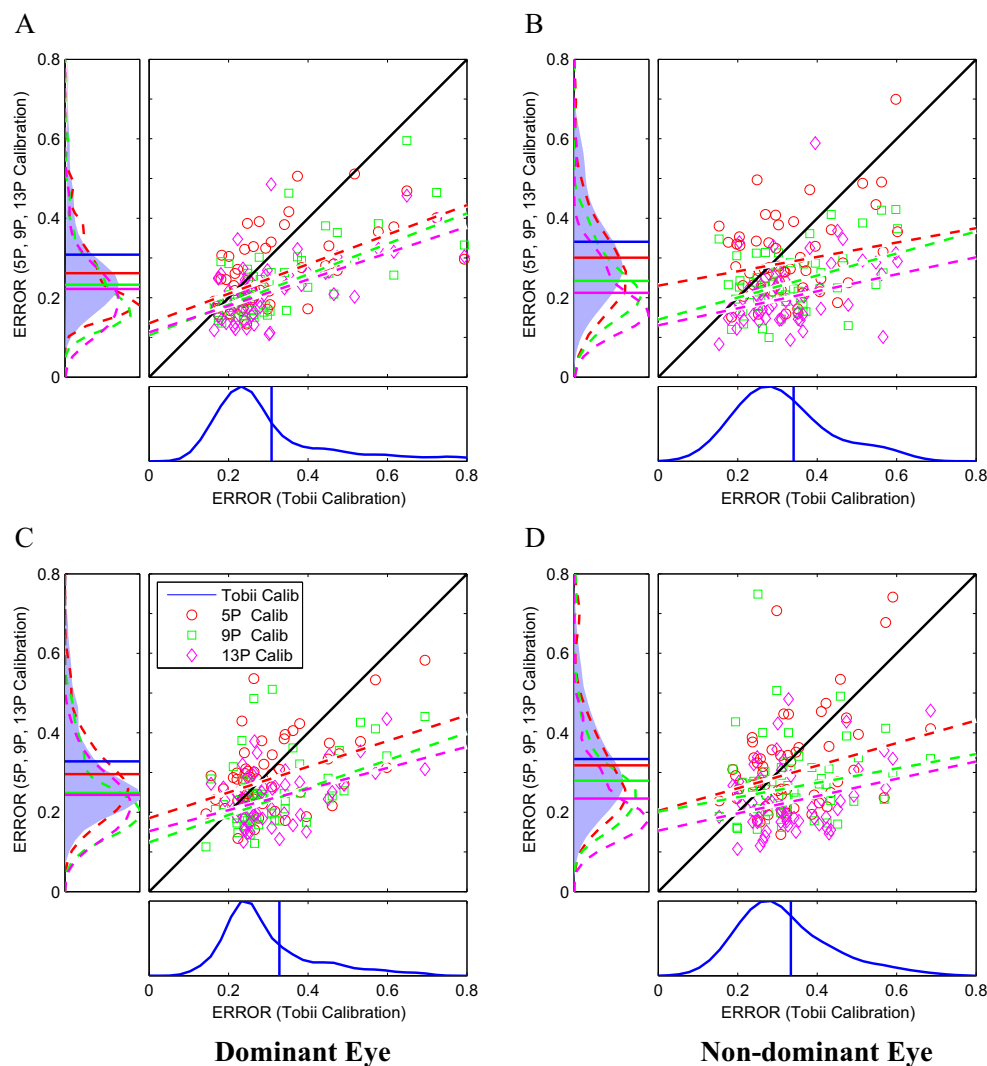 A
B
0.8
0.6
0.4
0.2
0
ERROR (5P, 9P, 13P Calibration)
0
0.2
0.4
0.6
0.8
ERROR (Tobii Calibration)
0.8
0.6
0.4
0.2
0
ERROR (5P, 9P, 13P Calibration)
0
0.2
0.4
0.6
0.8
ERROR (Tobii Calibration)
C
D
0.8
0.6
0.4
0.2
0
ERROR (5P, 9P, 13P Calibration)
Tobii Calib
5P Calib
9P Calib
13P Calib
0
0.2
0.4
0.6
0.8
ERROR (Tobii Calibration)
0.8
0.6
0.4
0.2
0
ERROR (5P, 9P, 13P Calibration)
0
0.2
0.4
0.6
0.8
ERROR (Tobii Calibration)
Dominant Eye
Non-dominant Eye